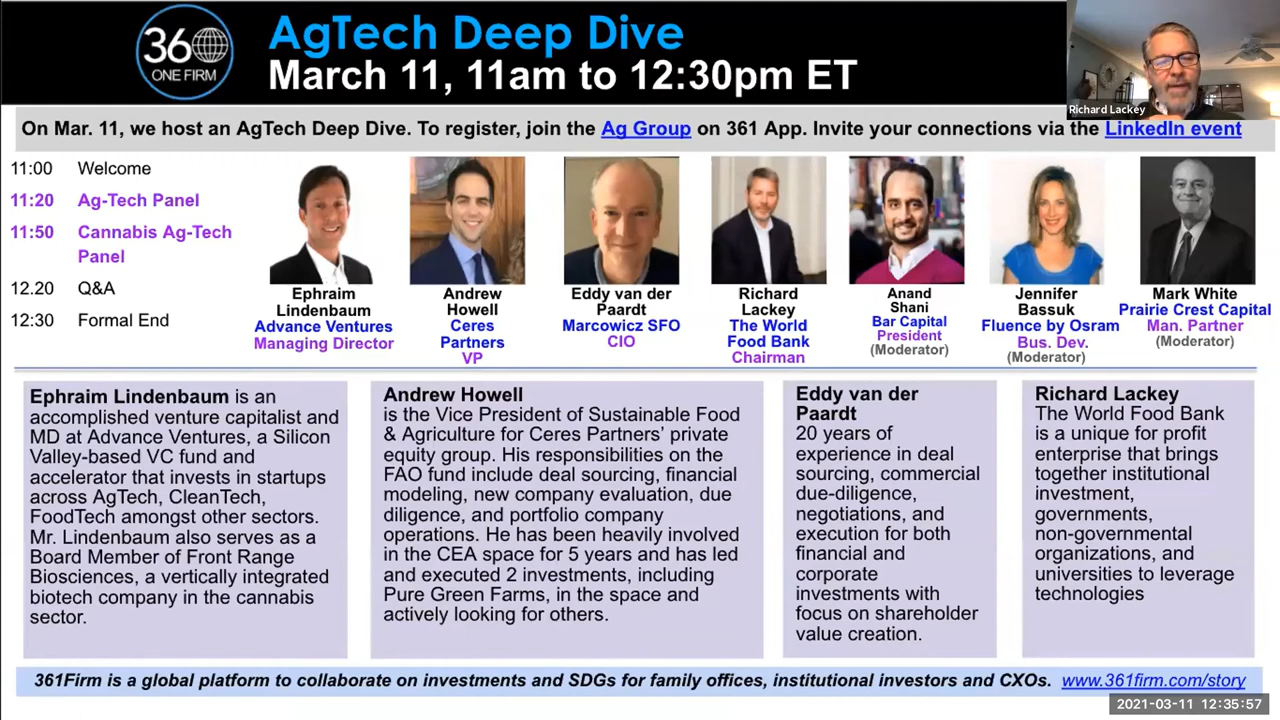 360
ONE FIRM
AgTech Deep Dive
March 11, 11am to 12:30pm ET
Richard Lackey
On Mar. 11, we host an AgTech Deep Dive. To register, join the Ag Group on 361 App. Invite your connections via the LinkedIn event
11:00 Welcome
11:20 Ag-Tech Panel
11:50 Cannabis Ag-Tech
Panel
12.20 Q&A
12:30 Formal End
Ephraim
Lindenbaum
Advance Ventures
Managing Director
Andrew
Howell
Ceres
Partners
VP
Eddy van der
Paardt
Marcowicz SFO
CIO
Richard
Lackey
The World
Food Bank
Chairman
Anand
Shani
Bar Capital
President
(Moderator)
Jennifer
Bassuk
Fluence by Osram
Bus. Dev.
(Moderator)
Mark White
Prairie Crest Capital
Man. Partner
(Moderator)
Ephraim Lindenbaum is an
accomplished venture capitalist and
MD at Advance Ventures, a Silicon
Valley-based VC fund and
accelerator that invests in startups
across AgTech, CleanTech,
FoodTech amongst other sectors.
Mr. Lindenbaum also serves as a
Board Member of Front Range
Biosciences, a vertically integrated
biotech company in the cannabis
sector.
Andrew Howell
is the Vice President of Sustainable Food
& Agriculture for Ceres Partners' private
equity group. His responsibilities on the
FAO fund include deal sourcing, financial
modeling, new company evaluation, due
diligence, and portfolio company
operations. He has been heavily involved
in the CEA space for 5 years and has led
and executed 2 investments, including
Pure Green Farms, in the space and
actively looking for others.
Eddy van der
Paardt
20 years of
experience in deal
sourcing, commercial
due-diligence,
negotiations, and
execution for both
financial and
corporate
investments with
focus on shareholder
value creation.
Richard Lackey
The World Food Bank
is a unique for profit
enterprise that brings
together institutional
investment,
governments,
non-governmental
organizations, and
universities to leverage
technologies
361Firm is a global platform to collaborate on investments and SDGs for family offices, institutional investors and CXOs. www.361firm.com/story
2021-03-11 12:35:57